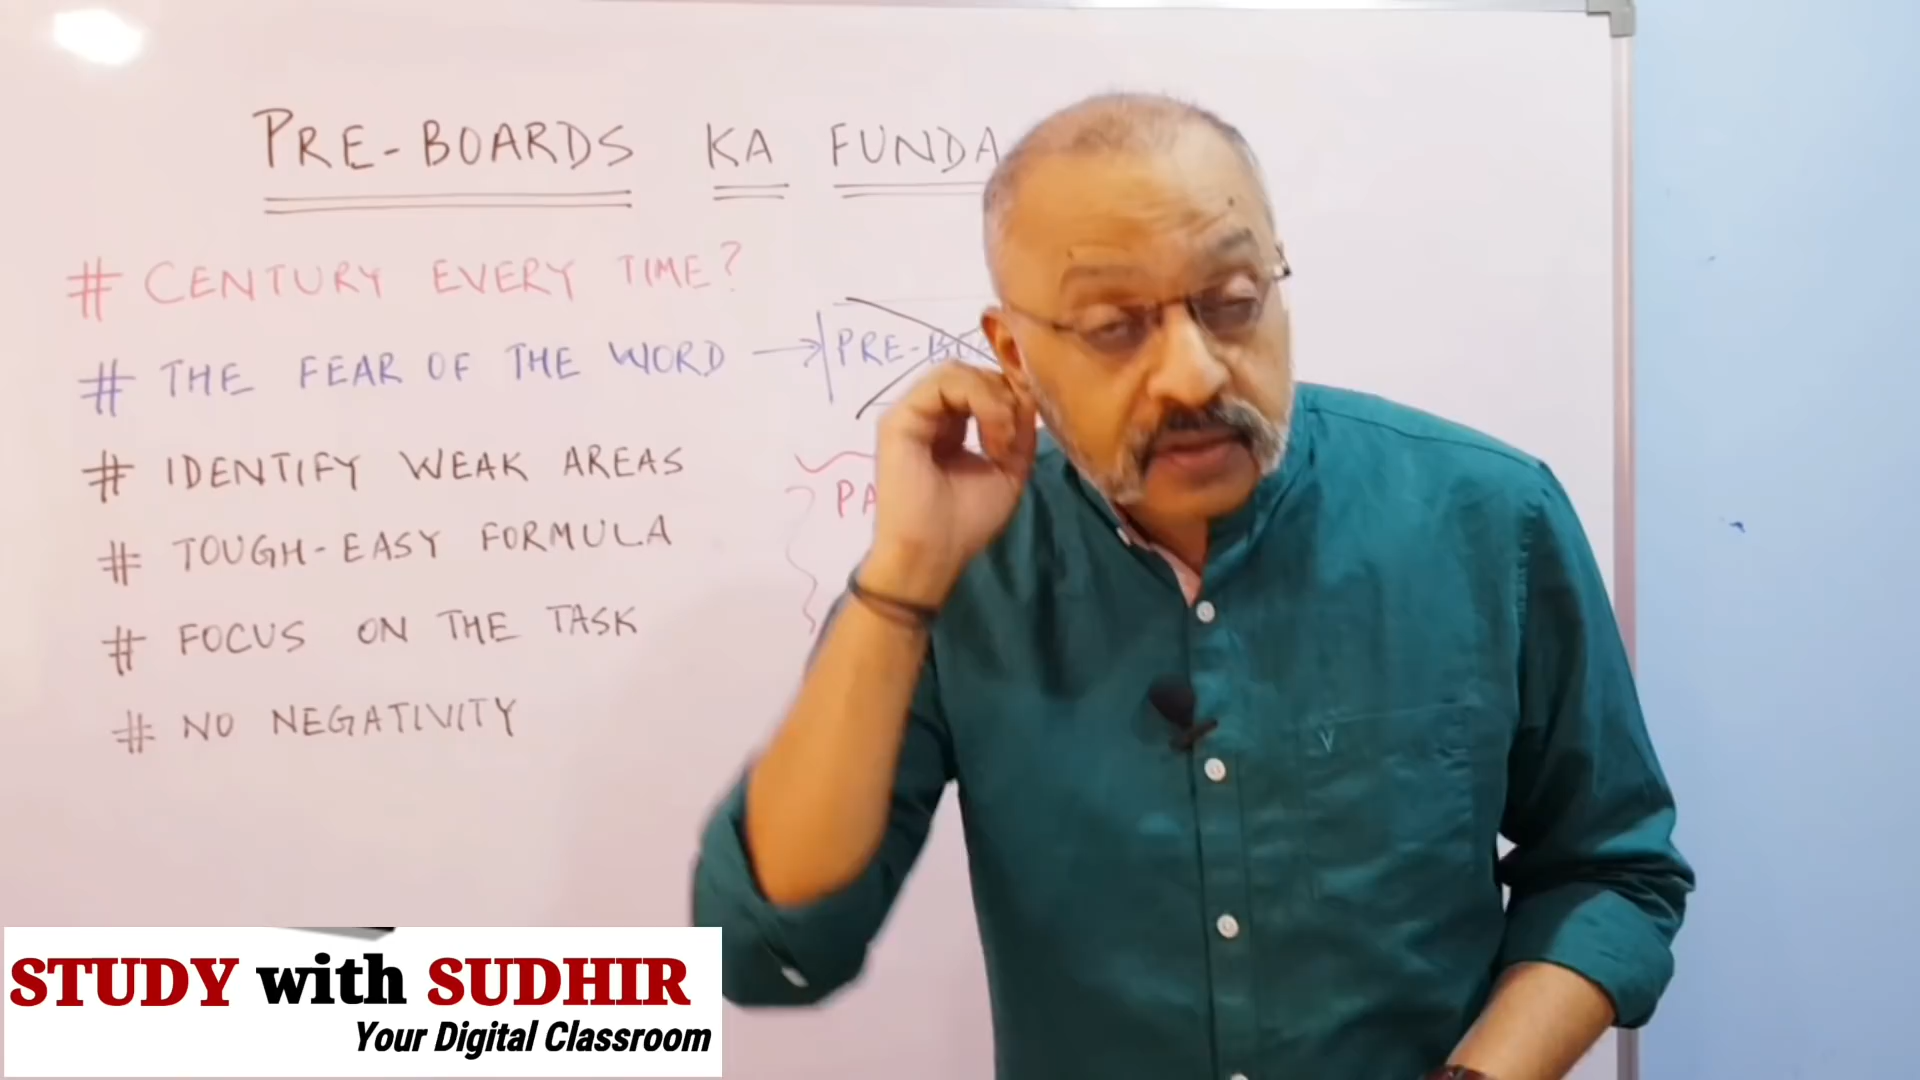 PRE-BOARDS KA FUNDA
# CENTURY EVERY TIME?
# THE FEAR OF THE WORD → PRE-
# IDENTIFY WEAK AREAS
# TOUGH-EASY FORMULA
# FOCUS ON THE TASK
# NO NEGATIVITY
STUDY with SUDHIR
Your Digital Classroom